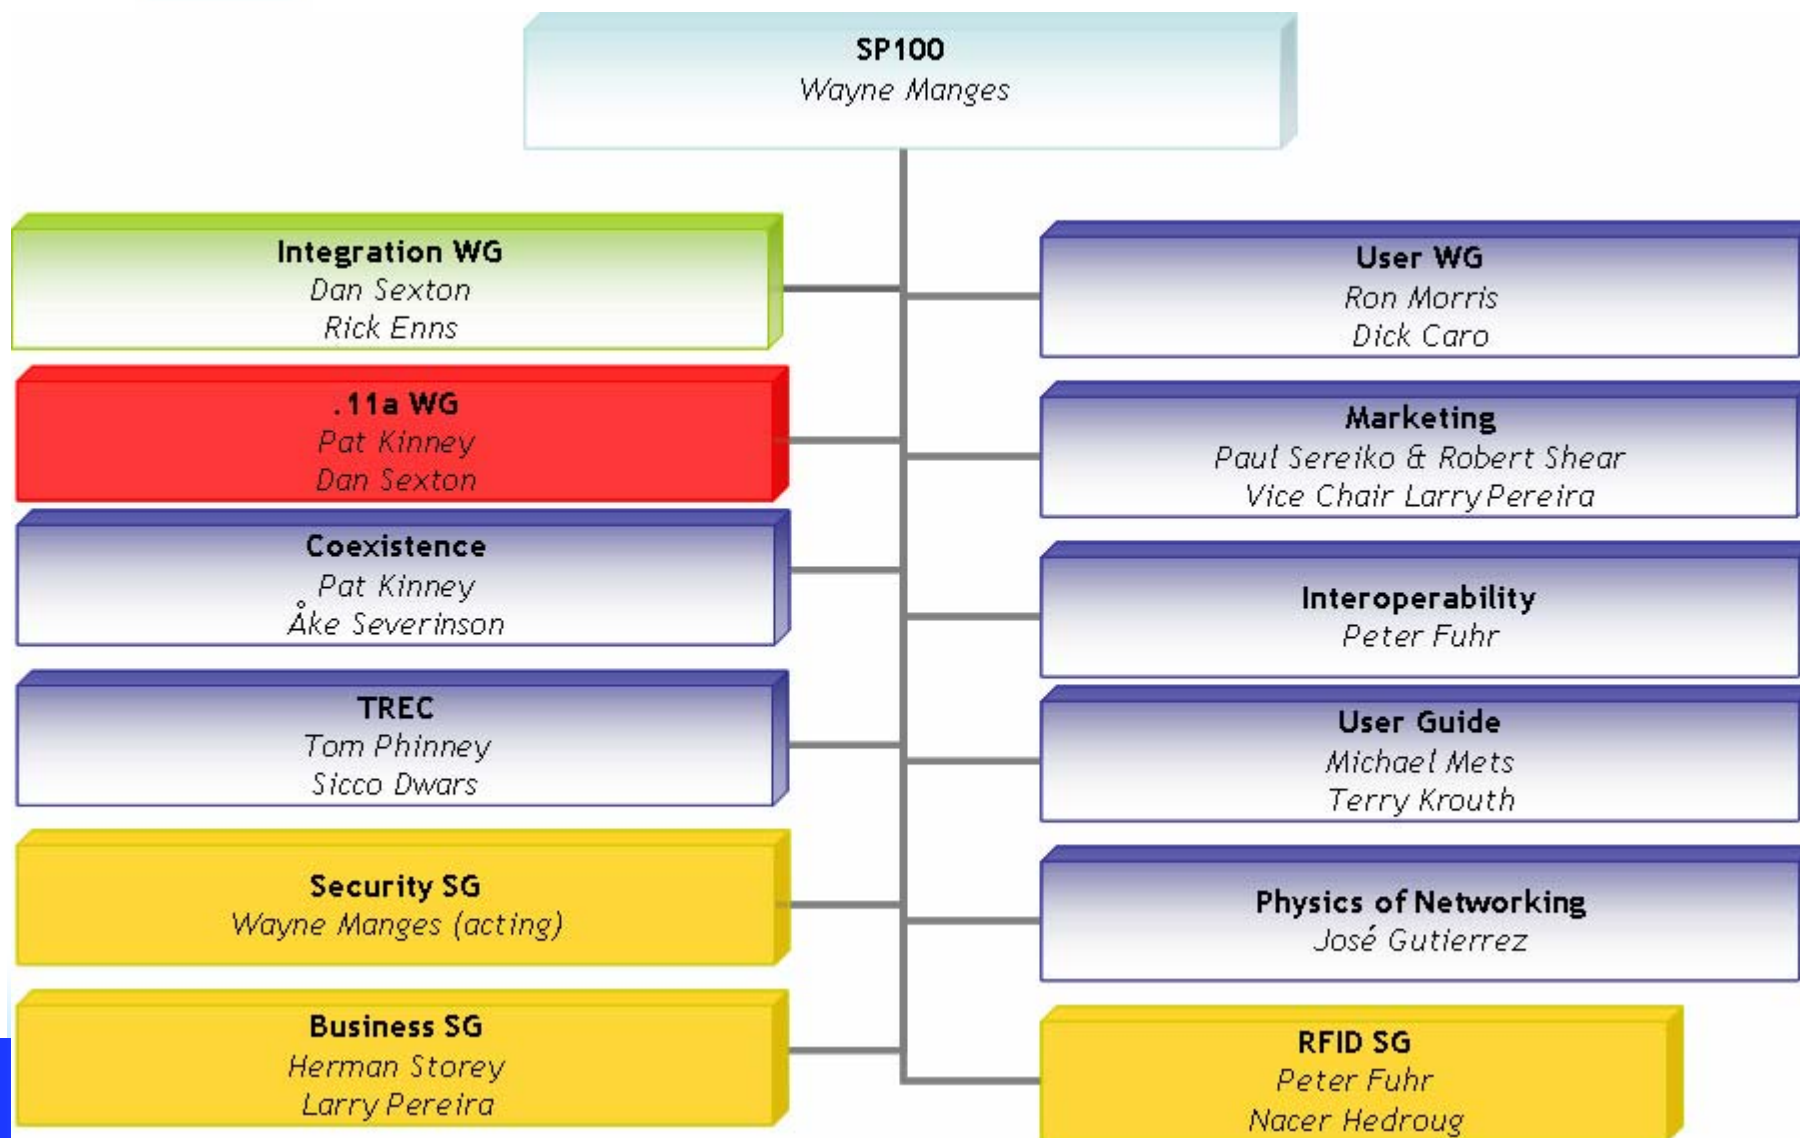 SP100
Wayne Manges
Integration WG
Dan Sexton
Rick Enns
.11a WG
Pat Kinney
Dan Sexton
Coexistence
Pat Kinney
Åke Severinson
TREC
Tom Phinney
Sicco Dwars
Security SG
Wayne Manges (acting)
Business SG
Herman Storey
Larry Pereira
User WG
Ron Morris
Dick Caro
Marketing
Paul Sereiko & Robert Shear
Vice Chair Larry Pereira
Interoperability
Peter Fuhr
User Guide
Michael Mets
Terry Krouth
Physics of Networking
José Gutierrez
RFID SG
Peter Fuhr
Nacer Hedroug